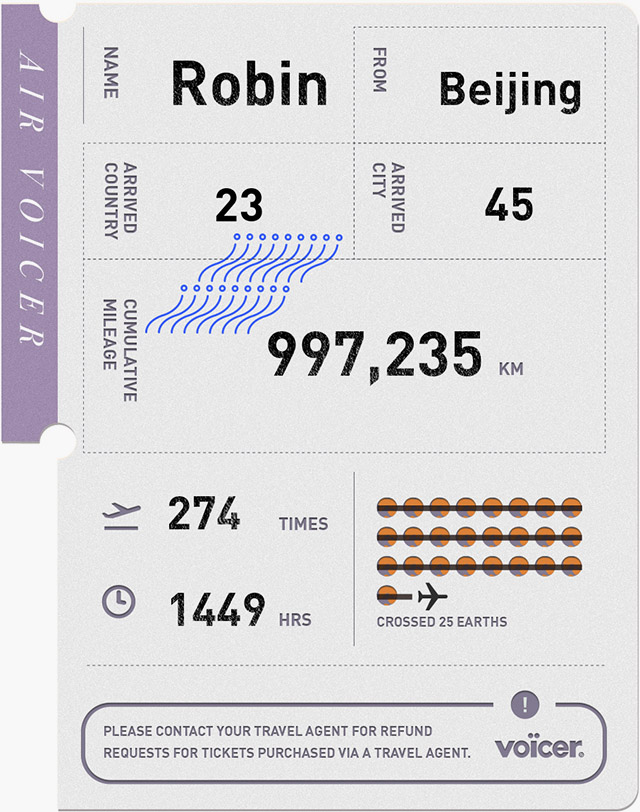 AIR VOICER
NAME
Robin
FROM
Beijing
ARRIVED
COUNTRY
23
ARRIVED
CITY
45
CUMULATIVE
MILEAGE
997,235 KM
274 TIMES
1449 HRS
CROSSED 25 EARTHS
!
PLEASE CONTACT YOUR TRAVEL AGENT FOR REFUND
REQUESTS FOR TICKETS PURCHASED VIA A TRAVEL AGENT.
voïcer®